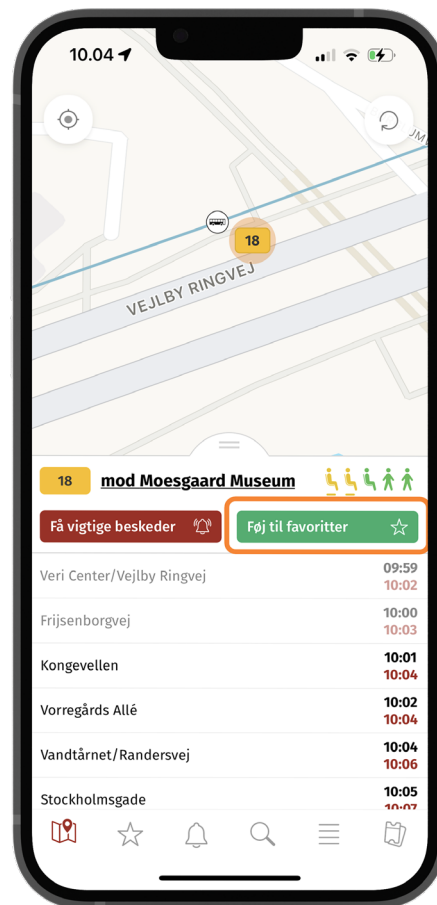 10.04
18
VEJLBY RINGVEJ
18 mod Moesgaard Museum
Få vigtige beskeder
Føj til favoritter
Veri Center/Vejlby Ringvej 09:59
10:02
Frijsenborgvej 10:00
10:03
Kongevellen 10:01
10:04
Vorregårds Allé 10:02
10:04
Vandtårnet/Randersvej 10:04
10:06
Stockholmsgade 10:05
10:07